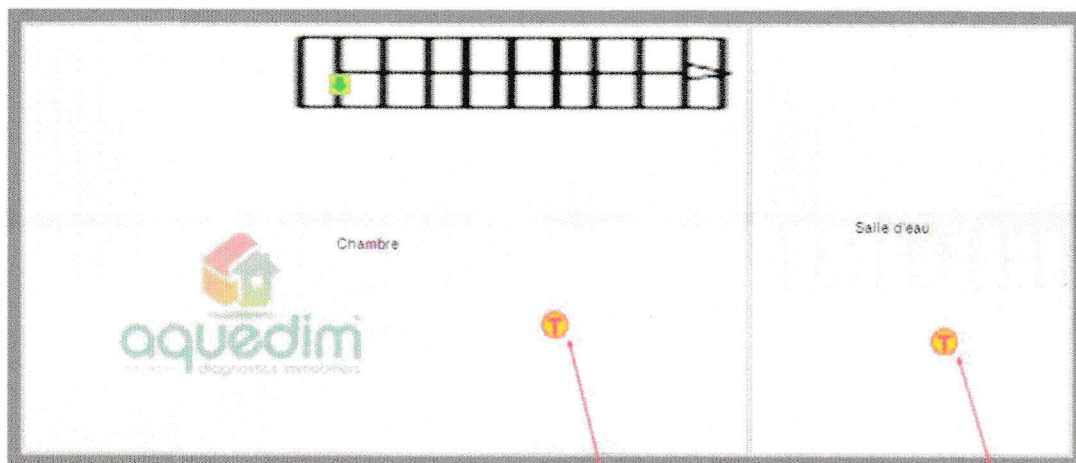 Chambre
Salle d'eau
aquedim
diagnostics immobiliers
T
T